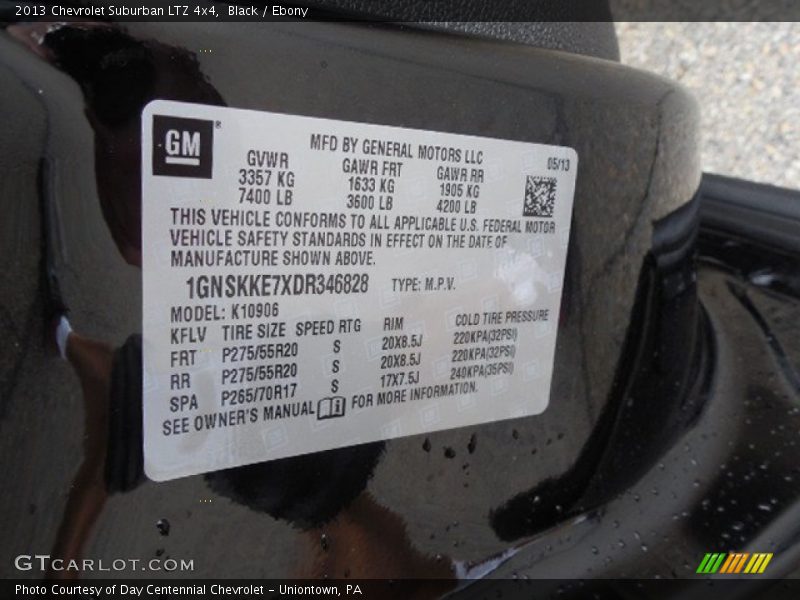 2013 Chevrolet Suburban LTZ 4x4, Black / Ebony
GM®
MFD BY GENERAL MOTORS LLC
05/13
GVWR GAWR FRT GAWR RR
3357 KG 1633 KG 1905 KG
7400 LB 3600 LB 4200 LB
THIS VEHICLE CONFORMS TO ALL APPLICABLE U.S. FEDERAL MOTOR
VEHICLE SAFETY STANDARDS IN EFFECT ON THE DATE OF
MANUFACTURE SHOWN ABOVE.
1GNSKKE7XDR346828 TYPE: M.P.V.
MODEL: K10906
KFLV TIRE SIZE SPEED RTG RIM COLD TIRE PRESSURE
FRT P275/55R20 S 20X8.5J 220KPA(32PSI)
RR P275/55R20 S 20X8.5J 220KPA(32PSI)
SPA P265/70R17 S 17X7.5J 240KPA(35PSI)
SEE OWNER'S MANUAL FOR MORE INFORMATION.
GTCARLOT.COM
Photo Courtesy of Day Centennial Chevrolet - Uniontown, PA